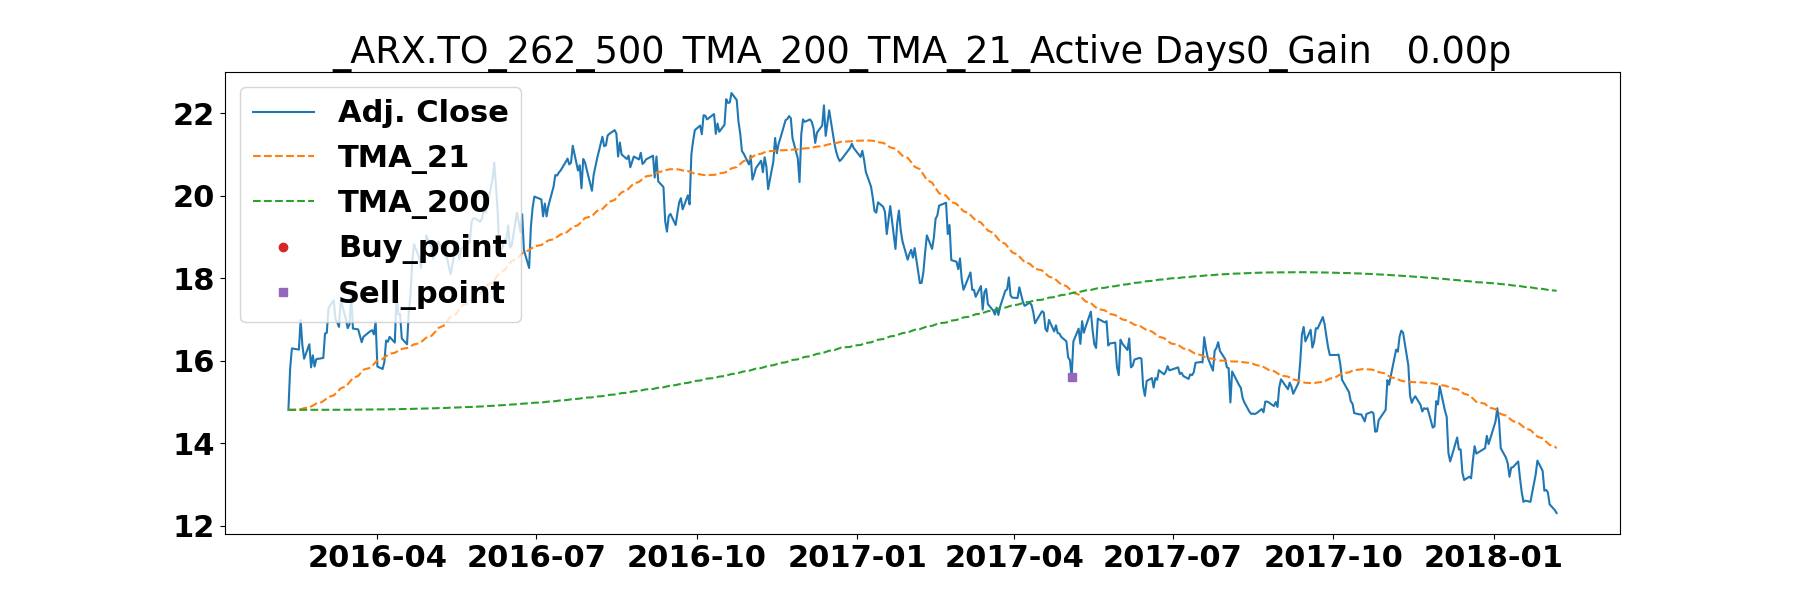 _ARX.TO_262_500_TMA_200_TMA_21_Active Days0_Gain   0.00p
Adj. Close
TMA_21
TMA_200
Buy_point
Sell_point
22
20
18
16
14
12
2016-04 2016-07 2016-10 2017-01 2017-04 2017-07 2017-10 2018-01